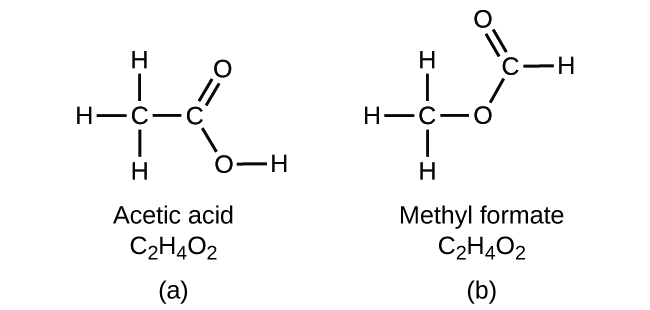 O
H H C H
H O
H C C H C O
H O H H
Acetic acid Methyl formate
C₂H₄O₂ C₂H₄O₂
(a) (b)